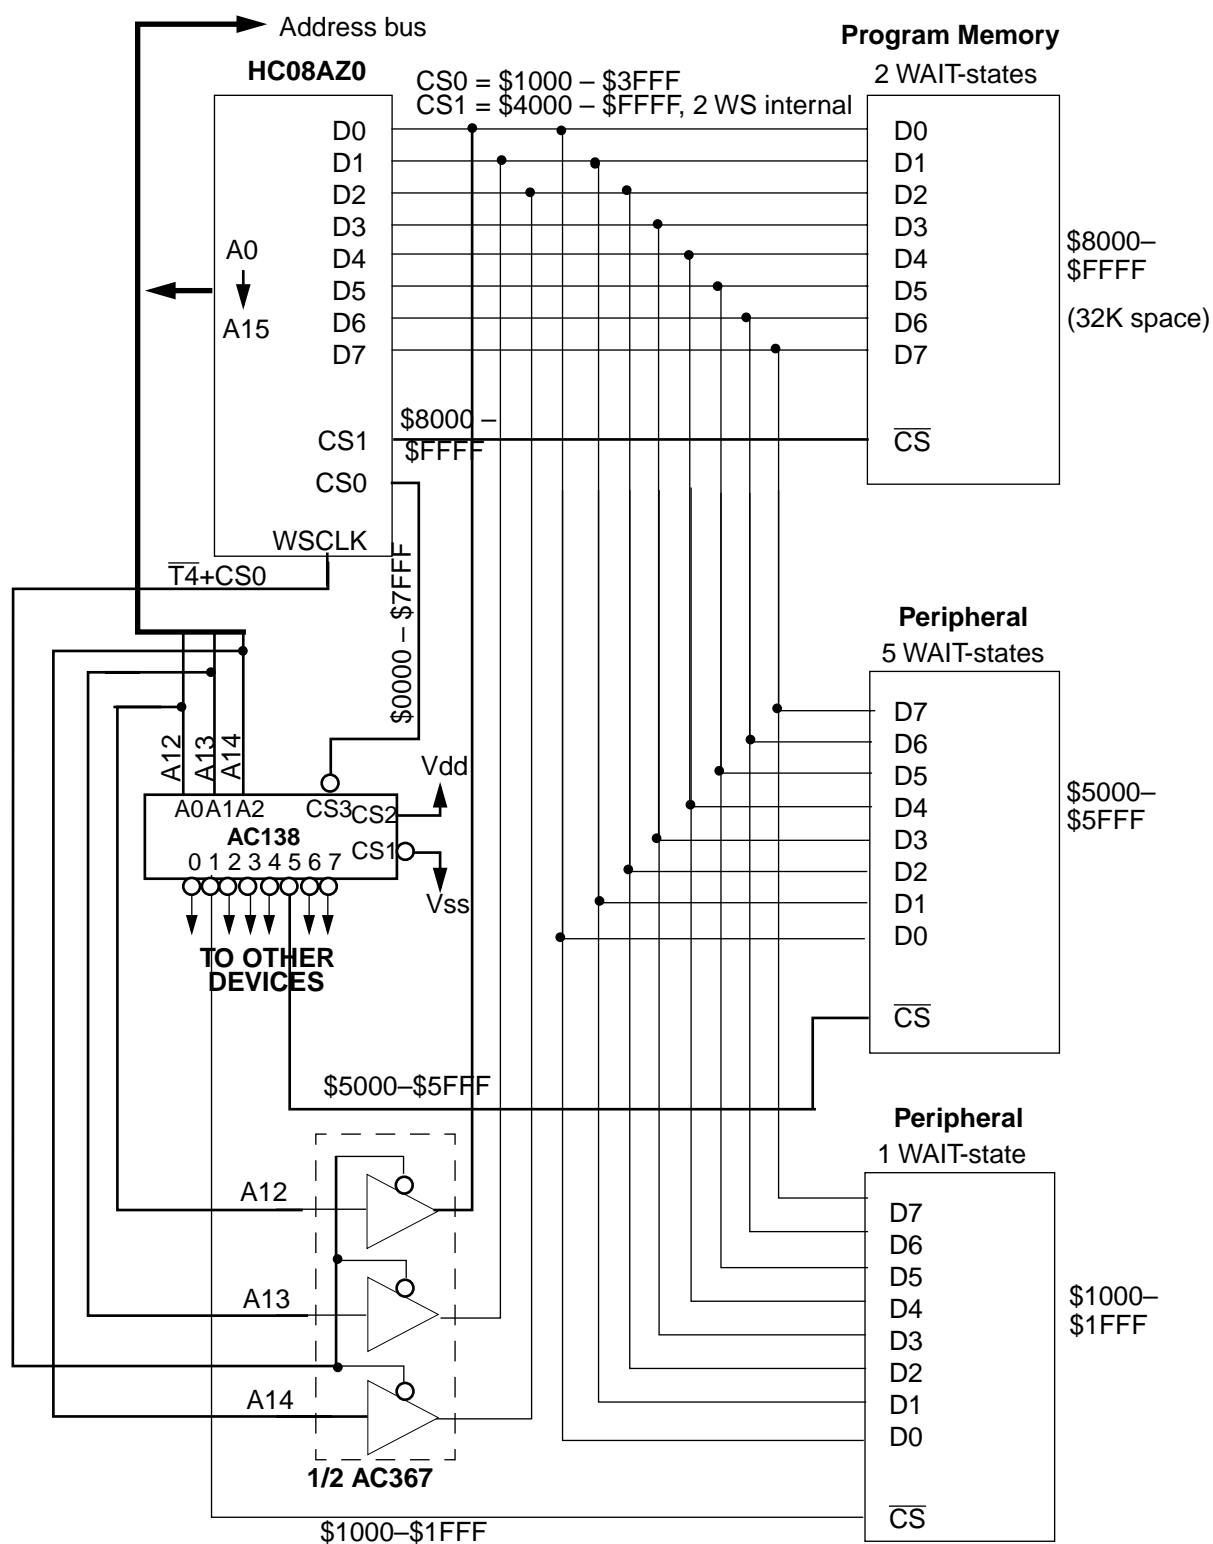 Address bus
HC08AZ0
CS0 = $1000 – $3FFF
CS1 = $4000 – $FFFF, 2 WS internal
D0
D1
D2
D3
D4
D5
D6
D7
A0
A15
CS1
CS0
WSCLK
$8000 –
$FFFF
T4+CS0
$0000 – $7FFF
Program Memory
2 WAIT-states
D0
D1
D2
D3
D4
D5
D6
D7
CS
$8000–
$FFFF
(32K space)
A12
A13
A14
A0 A1 A2
CS3
CS2
AC138
CS1
0 1 2 3 4 5 6 7
Vdd
Vss
TO OTHER
DEVICES
Peripheral
5 WAIT-states
D7
D6
D5
D4
D3
D2
D1
D0
CS
$5000–
$5FFF
$5000–$5FFF
A12
A13
A14
1/2 AC367
Peripheral
1 WAIT-state
D7
D6
D5
D4
D3
D2
D1
D0
CS
$1000–
$1FFF
$1000–$1FFF